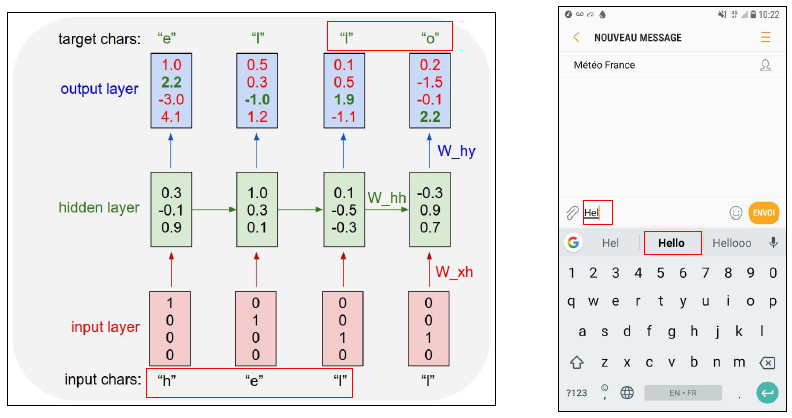 target chars: “e” “l” “l” “o”
output layer
1.0 0.5 0.1 0.2
2.2 0.3 0.5 -1.5
-3.0 -1.0 1.9 -0.1
4.1 1.2 -1.1 2.2
W_hy
hidden layer
0.3 1.0 0.1 -0.3
-0.1 0.3 -0.5 0.9
0.9 0.1 -0.3 0.7
W_hh
W_xh
input layer
1 0 0 0
0 1 0 0
0 0 1 1
0 0 0 0
input chars: “h” “e” “l” “l”
10:22
NOUVEAU MESSAGE
Météo France
Hel
ENVOI
G Hel Hello Hellooo
1 2 3 4 5 6 7 8 9 0
q w e r t y u i o p
a s d f g h j k l
z x c v b n m
?123 , EN • FR .